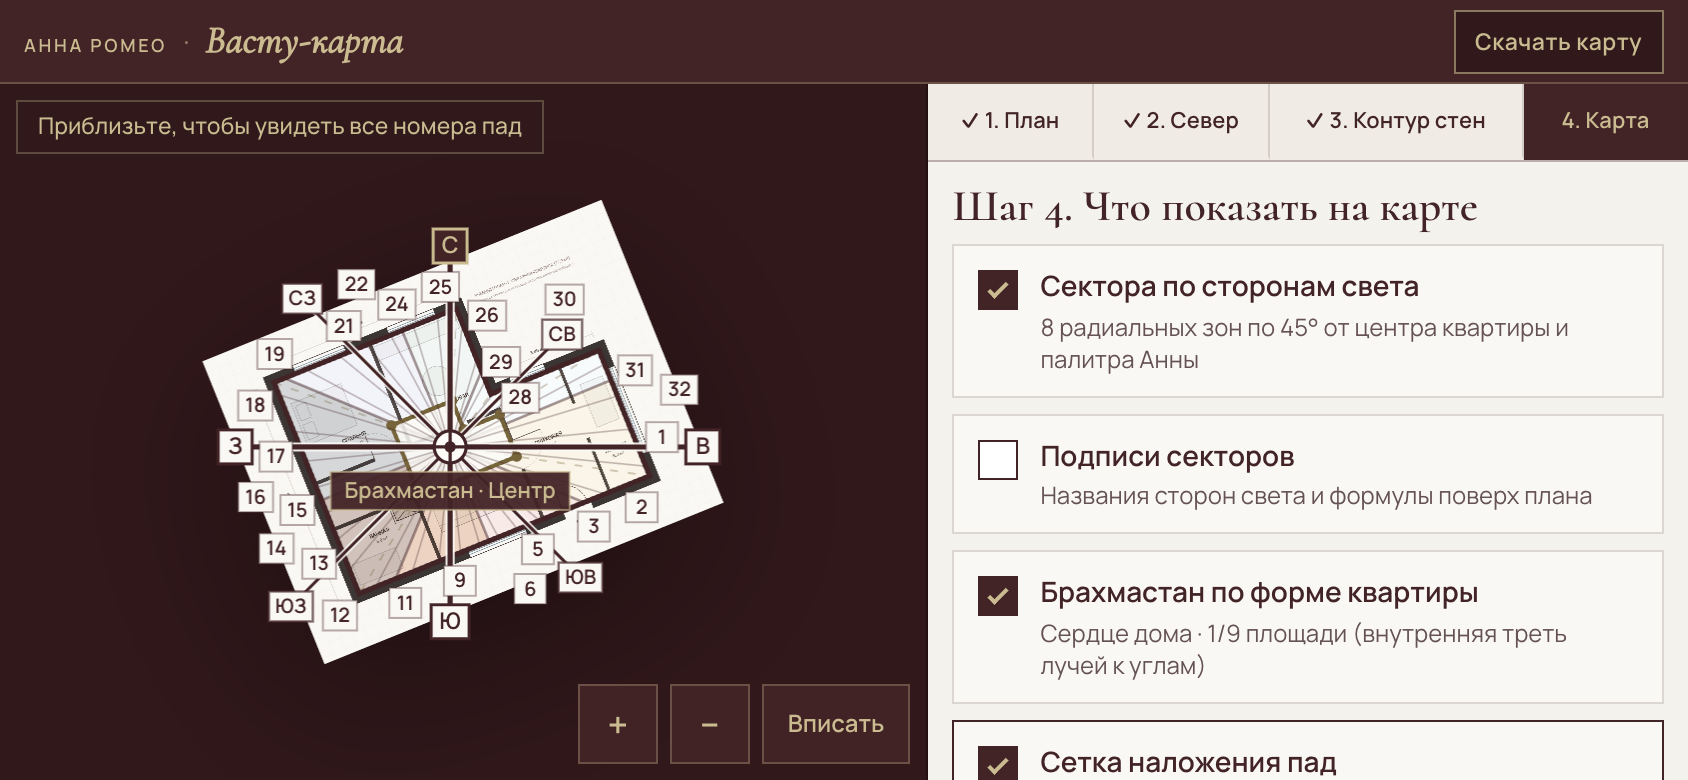 АННА РОМЕО · Васту-карта
Скачать карту
Приблизьте, чтобы увидеть все номера пад
✓ 1. План
✓ 2. Север
✓ 3. Контур стен
4. Карта
Шаг 4. Что показать на карте
Сектора по сторонам света
8 радиальных зон по 45° от центра квартиры и
палитра Анны
Подписи секторов
Названия сторон света и формулы поверх плана
Брахмастан по форме квартиры
Сердце дома · 1/9 площади (внутренняя треть
лучей к углам)
Сетка наложения пад
С
22
25
СЗ
24
30
21
26
СВ
19
29
31
18
28
32
З
17
1
В
Брахмастан · Центр
16
15
2
3
14
13
5
9
6
ЮВ
ЮЗ
12
11
Ю
+
−
Вписать